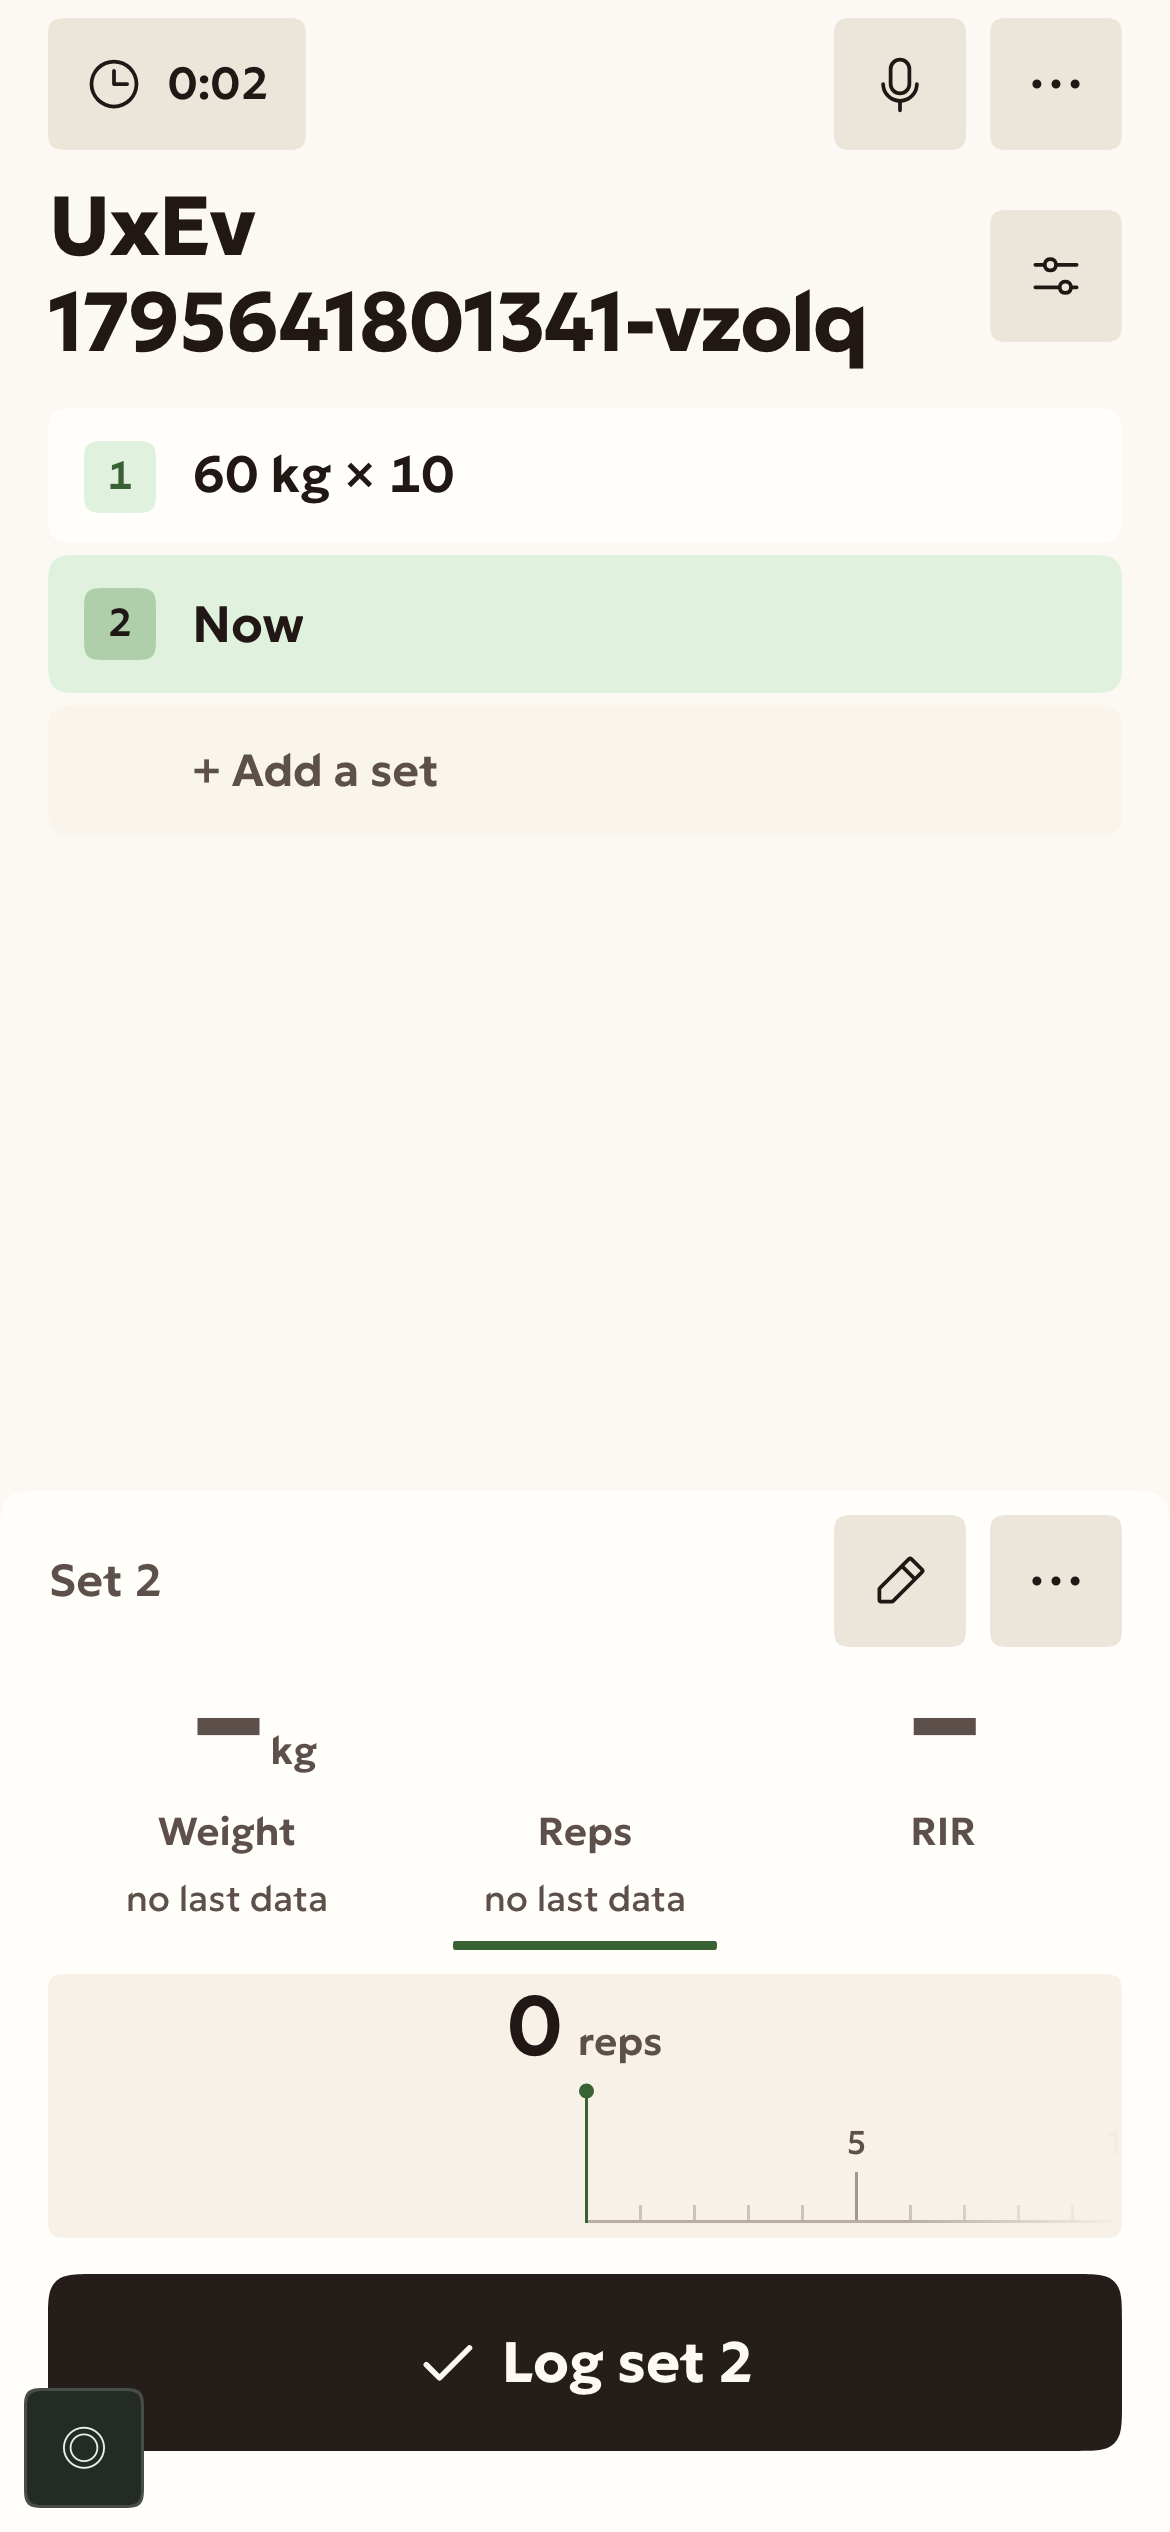 0:02
UxEv
1795641801341-vzolq
1 60 kg × 10
2 Now
+ Add a set
Set 2
— kg —
Weight Reps RIR
no last data no last data
0 reps
5
Log set 2